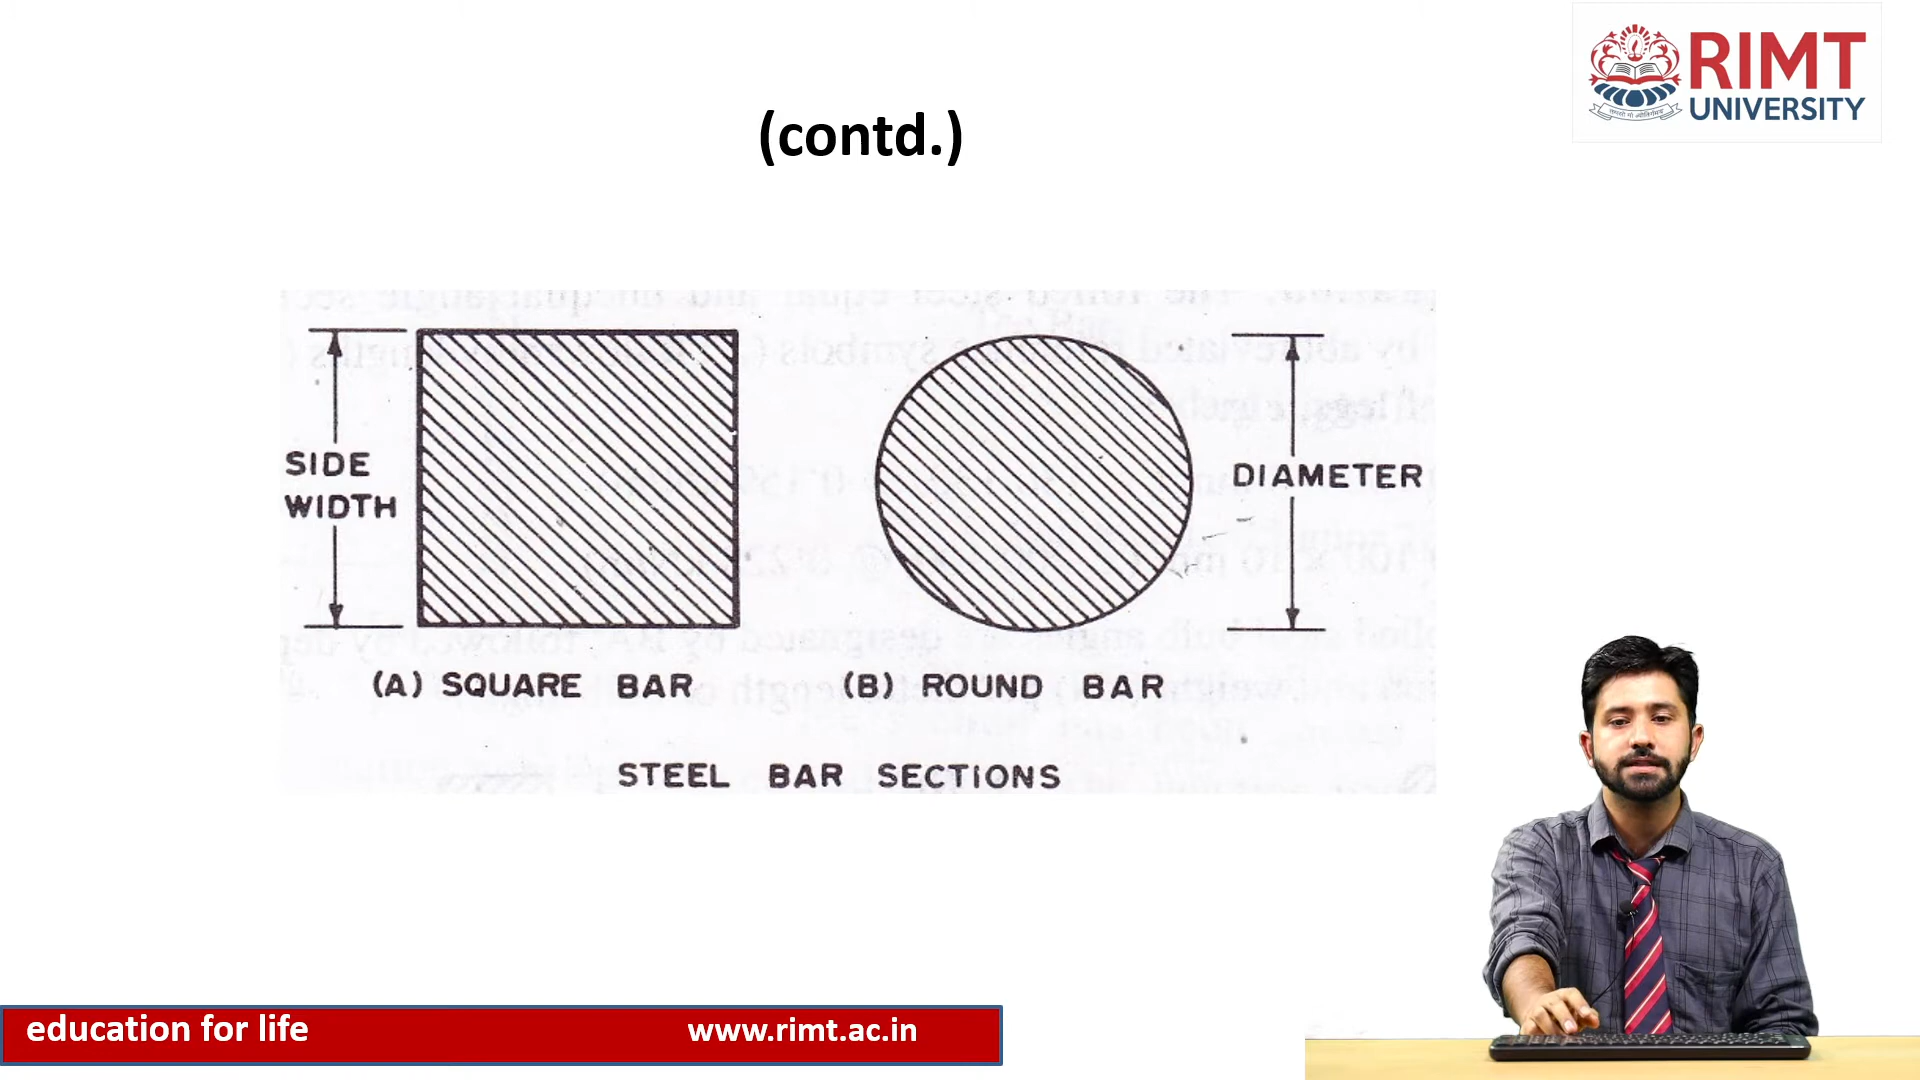 RIMT
UNIVERSITY
(contd.)
SIDE
WIDTH
DIAMETER
(A) SQUARE BAR
(B) ROUND BAR
STEEL BAR SECTIONS
education for life
www.rimt.ac.in